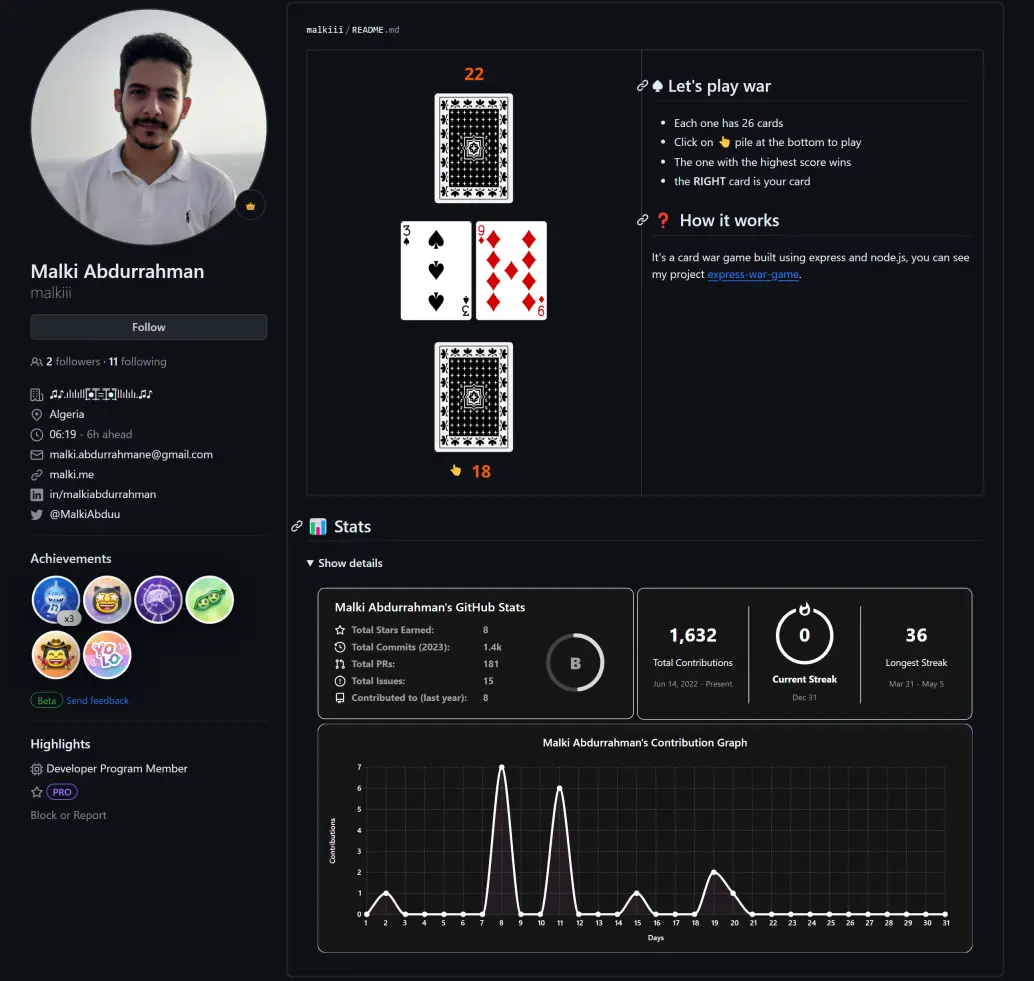 Malki Abdurrahman
malkiii
Follow
2 followers · 11 following
Algeria
06:19 - 6h ahead
malki.abdurrahmane@gmail.com
malki.me
in/malkiabdurrahman
@MalkiAbduu
Achievements
x3
YOLO
Beta Send feedback
Highlights
Developer Program Member
PRO
Block or Report
malkiii/README.md
22
3
3
9
9
18
Let's play war
Each one has 26 cards
Click on 👆 pile at the bottom to play
The one with the highest score wins
the RIGHT card is your card
❓ How it works
It's a card war game built using express and node.js, you can see
my project express-war-game.
📊 Stats
Show details
Malki Abdurrahman's GitHub Stats
Total Stars Earned: 8
Total Commits (2023): 1.4k
Total PRs: 181
Total Issues: 15
Contributed to (last year): 8
B
1,632
Total Contributions
Jun 14, 2022 - Present
0
Current Streak
Dec 31
36
Longest Streak
Mar 31 - May 5
Malki Abdurrahman's Contribution Graph
Contributions
7
6
5
4
3
2
1
0
1 2 3 4 5 6 7 8 9 10 11 12 13 14 15 16 17 18 19 20 21 22 23 24 25 26 27 28 29 30 31
Days